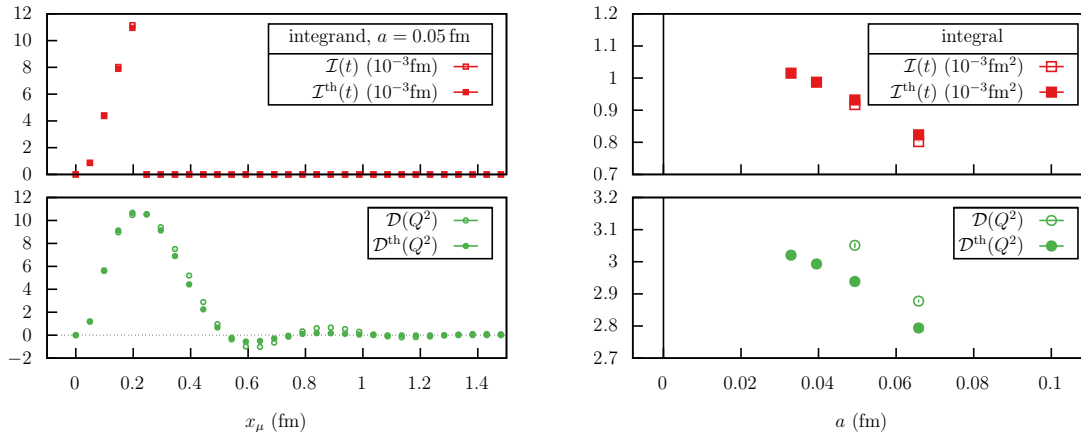 12
10
8
6
4
2
0
integrand, a = 0.05 fm
I(t) (10⁻³fm)
Iᵗʰ(t) (10⁻³fm)
12
10
8
6
4
2
0
−2
D(Q²)
Dᵗʰ(Q²)
0 0.2 0.4 0.6 0.8 1 1.2 1.4
x_μ (fm)
1.2
1.1
1
0.9
0.8
0.7
integral
I(t) (10⁻³fm²)
Iᵗʰ(t) (10⁻³fm²)
3.2
3.1
3
2.9
2.8
2.7
D(Q²)
Dᵗʰ(Q²)
0 0.02 0.04 0.06 0.08 0.1
a (fm)